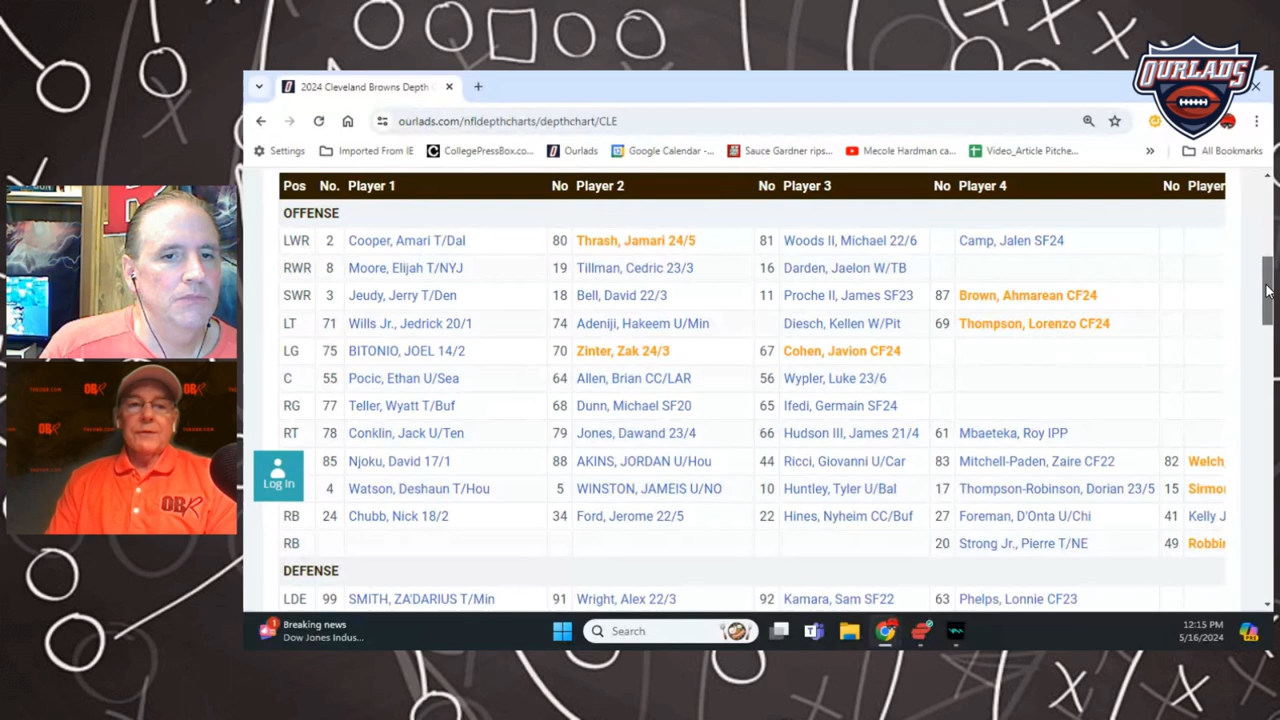 OURLADS
2024 Cleveland Browns Depth
ourlads.com/nfldepthcharts/depthchart/CLE
Settings Imported From IE CollegePressBox.co... Ourlads Google Calendar -... Sauce Gardner rips... Mecole Hardman ca... Video_Article Pitche... » All Bookmarks
Pos No. Player 1 No Player 2 No Player 3 No Player 4 No Player
OFFENSE
LWR 2 Cooper, Amari T/Dal 80 Thrash, Jamari 24/5 81 Woods II, Michael 22/6 Camp, Jalen SF24
RWR 8 Moore, Elijah T/NYJ 19 Tillman, Cedric 23/3 16 Darden, Jaelon W/TB
SWR 3 Jeudy, Jerry T/Den 18 Bell, David 22/3 11 Proche II, James SF23 87 Brown, Ahmarean CF24
LT 71 Wills Jr., Jedrick 20/1 74 Adeniji, Hakeem U/Min Diesch, Kellen W/Pit 69 Thompson, Lorenzo CF24
LG 75 BITONIO, JOEL 14/2 70 Zinter, Zak 24/3 67 Cohen, Javion CF24
C 55 Pocic, Ethan U/Sea 64 Allen, Brian CC/LAR 56 Wypler, Luke 23/6
RG 77 Teller, Wyatt T/Buf 68 Dunn, Michael SF20 65 Ifedi, Germain SF24
RT 78 Conklin, Jack U/Ten 79 Jones, Dawand 23/4 66 Hudson III, James 21/4 61 Mbaeteka, Roy IPP
85 Njoku, David 17/1 88 AKINS, JORDAN U/Hou 44 Ricci, Giovanni U/Car 83 Mitchell-Paden, Zaire CF22 82 Welch,
4 Watson, Deshaun T/Hou 5 WINSTON, JAMEIS U/NO 10 Huntley, Tyler U/Bal 17 Thompson-Robinson, Dorian 23/5 15 Sirmo
RB 24 Chubb, Nick 18/2 34 Ford, Jerome 22/5 22 Hines, Nyheim CC/Buf 27 Foreman, D'Onta U/Chi 41 Kelly J
RB 20 Strong Jr., Pierre T/NE 49 Robbi
DEFENSE
LDE 99 SMITH, ZA'DARIUS T/Min 91 Wright, Alex 22/3 92 Kamara, Sam SF22 63 Phelps, Lonnie CF23
Log In
OBR
Breaking news
Dow Jones Indus...
Search
12:15 PM
5/16/2024